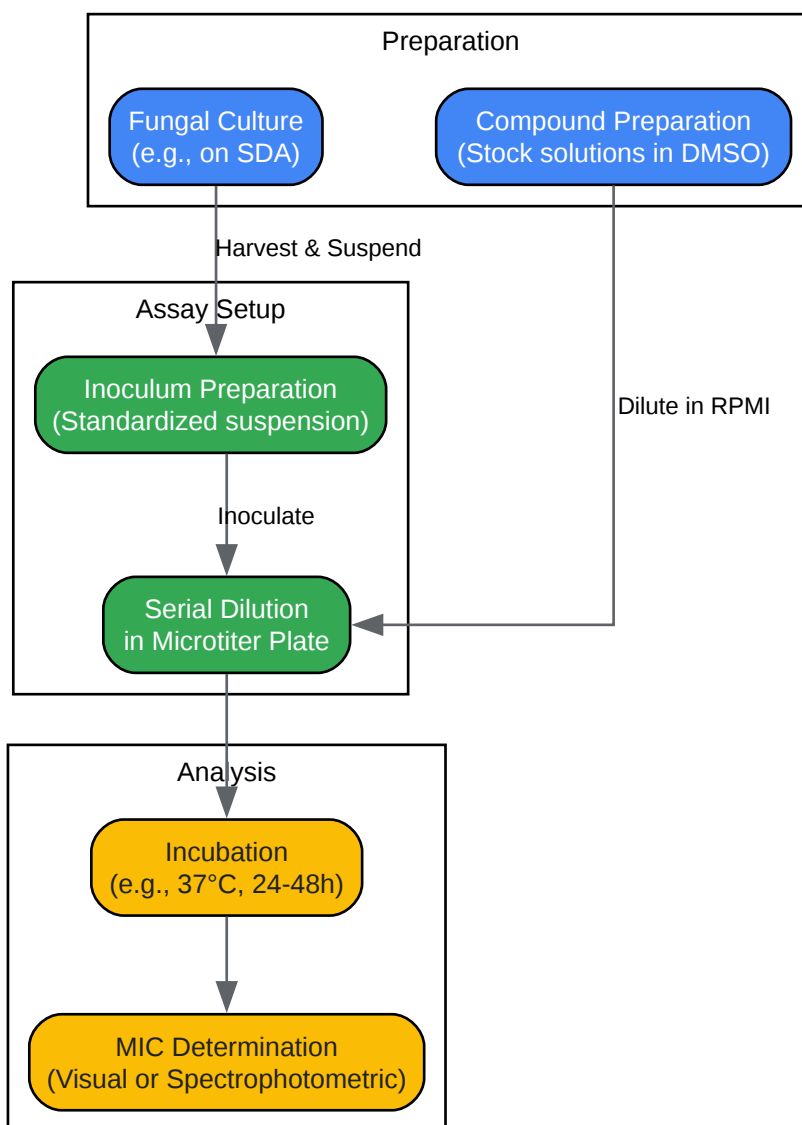 Preparation
Fungal Culture
(e.g., on SDA)
Compound Preparation
(Stock solutions in DMSO)
Harvest & Suspend
Assay Setup
Inoculum Preparation
(Standardized suspension)
Dilute in RPMI
Inoculate
Serial Dilution
in Microtiter Plate
Analysis
Incubation
(e.g., 37°C, 24-48h)
MIC Determination
(Visual or Spectrophotometric)